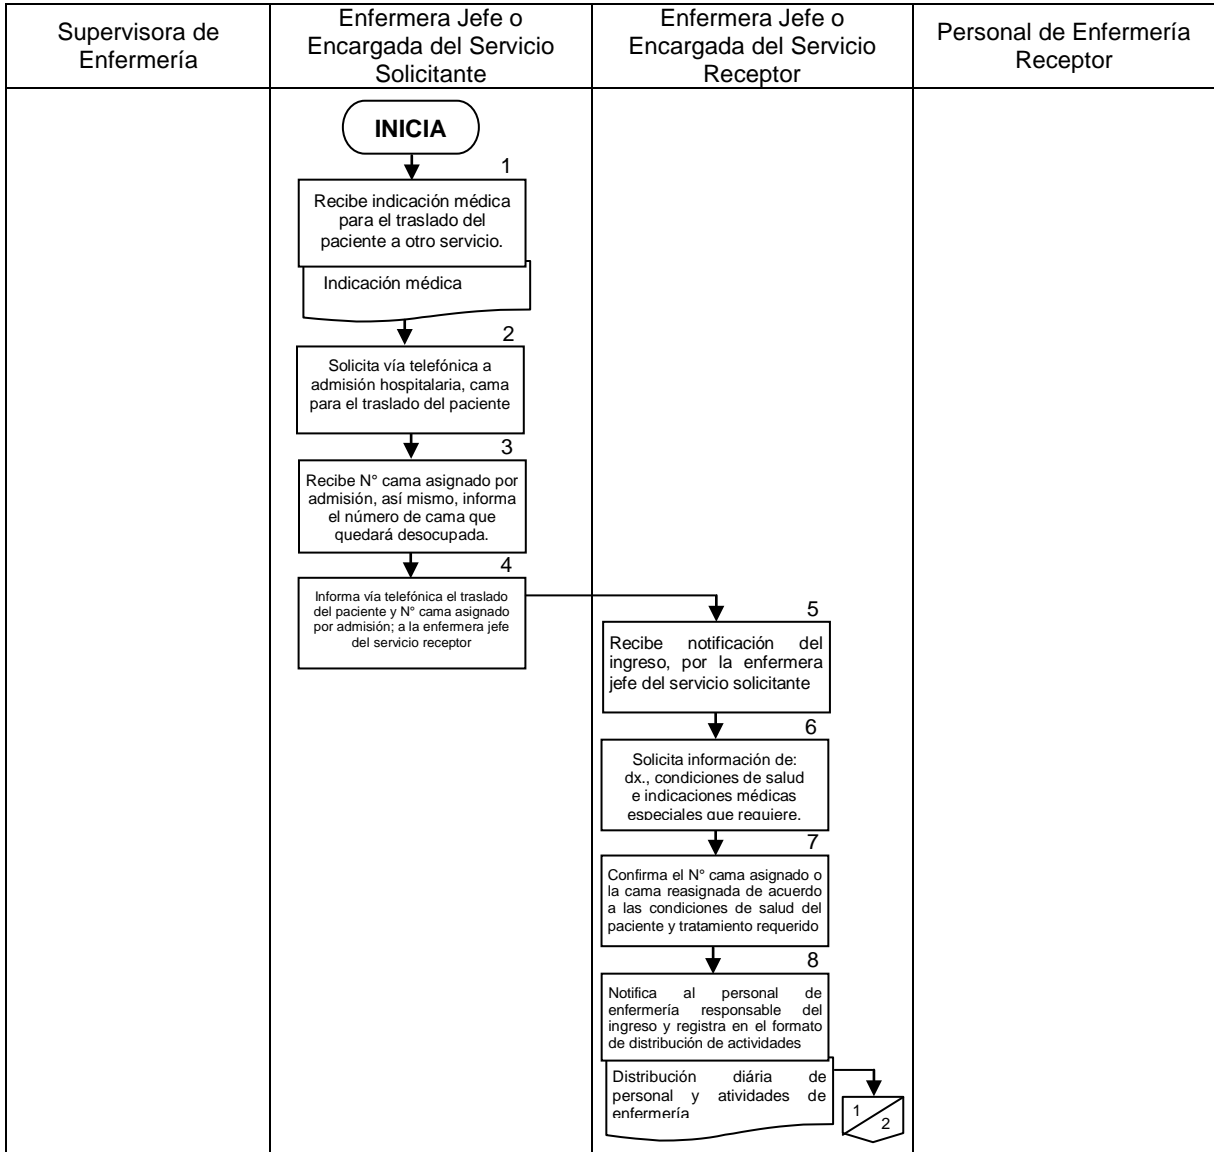 Supervisora de
Enfermería
Enfermera Jefe o
Encargada del Servicio
Solicitante
Enfermera Jefe o
Encargada del Servicio
Receptor
Personal de Enfermería
Receptor
INICIA
1
Recibe indicación médica
para el traslado del
paciente a otro servicio.
Indicación médica
2
Solicita vía telefónica a
admisión hospitalaria, cama
para el traslado del paciente
3
Recibe N° cama asignado por
admisión, así mismo, informa
el número de cama que
quedará desocupada.
4
Informa vía telefónica el traslado
del paciente y N° cama asignado
por admisión; a la enfermera jefe
del servicio receptor
5
Recibe notificación del
ingreso, por la enfermera
jefe del servicio solicitante
6
Solicita información de:
dx., condiciones de salud
e indicaciones médicas
especiales que requiere.
7
Confirma el N° cama asignado o
la cama reasignada de acuerdo
a las condiciones de salud del
paciente y tratamiento requerido
8
Notifica al personal de
enfermería responsable del
ingreso y registra en el formato
de distribución de actividades
Distribución diária de
personal y atividades de
enfermería
1
2